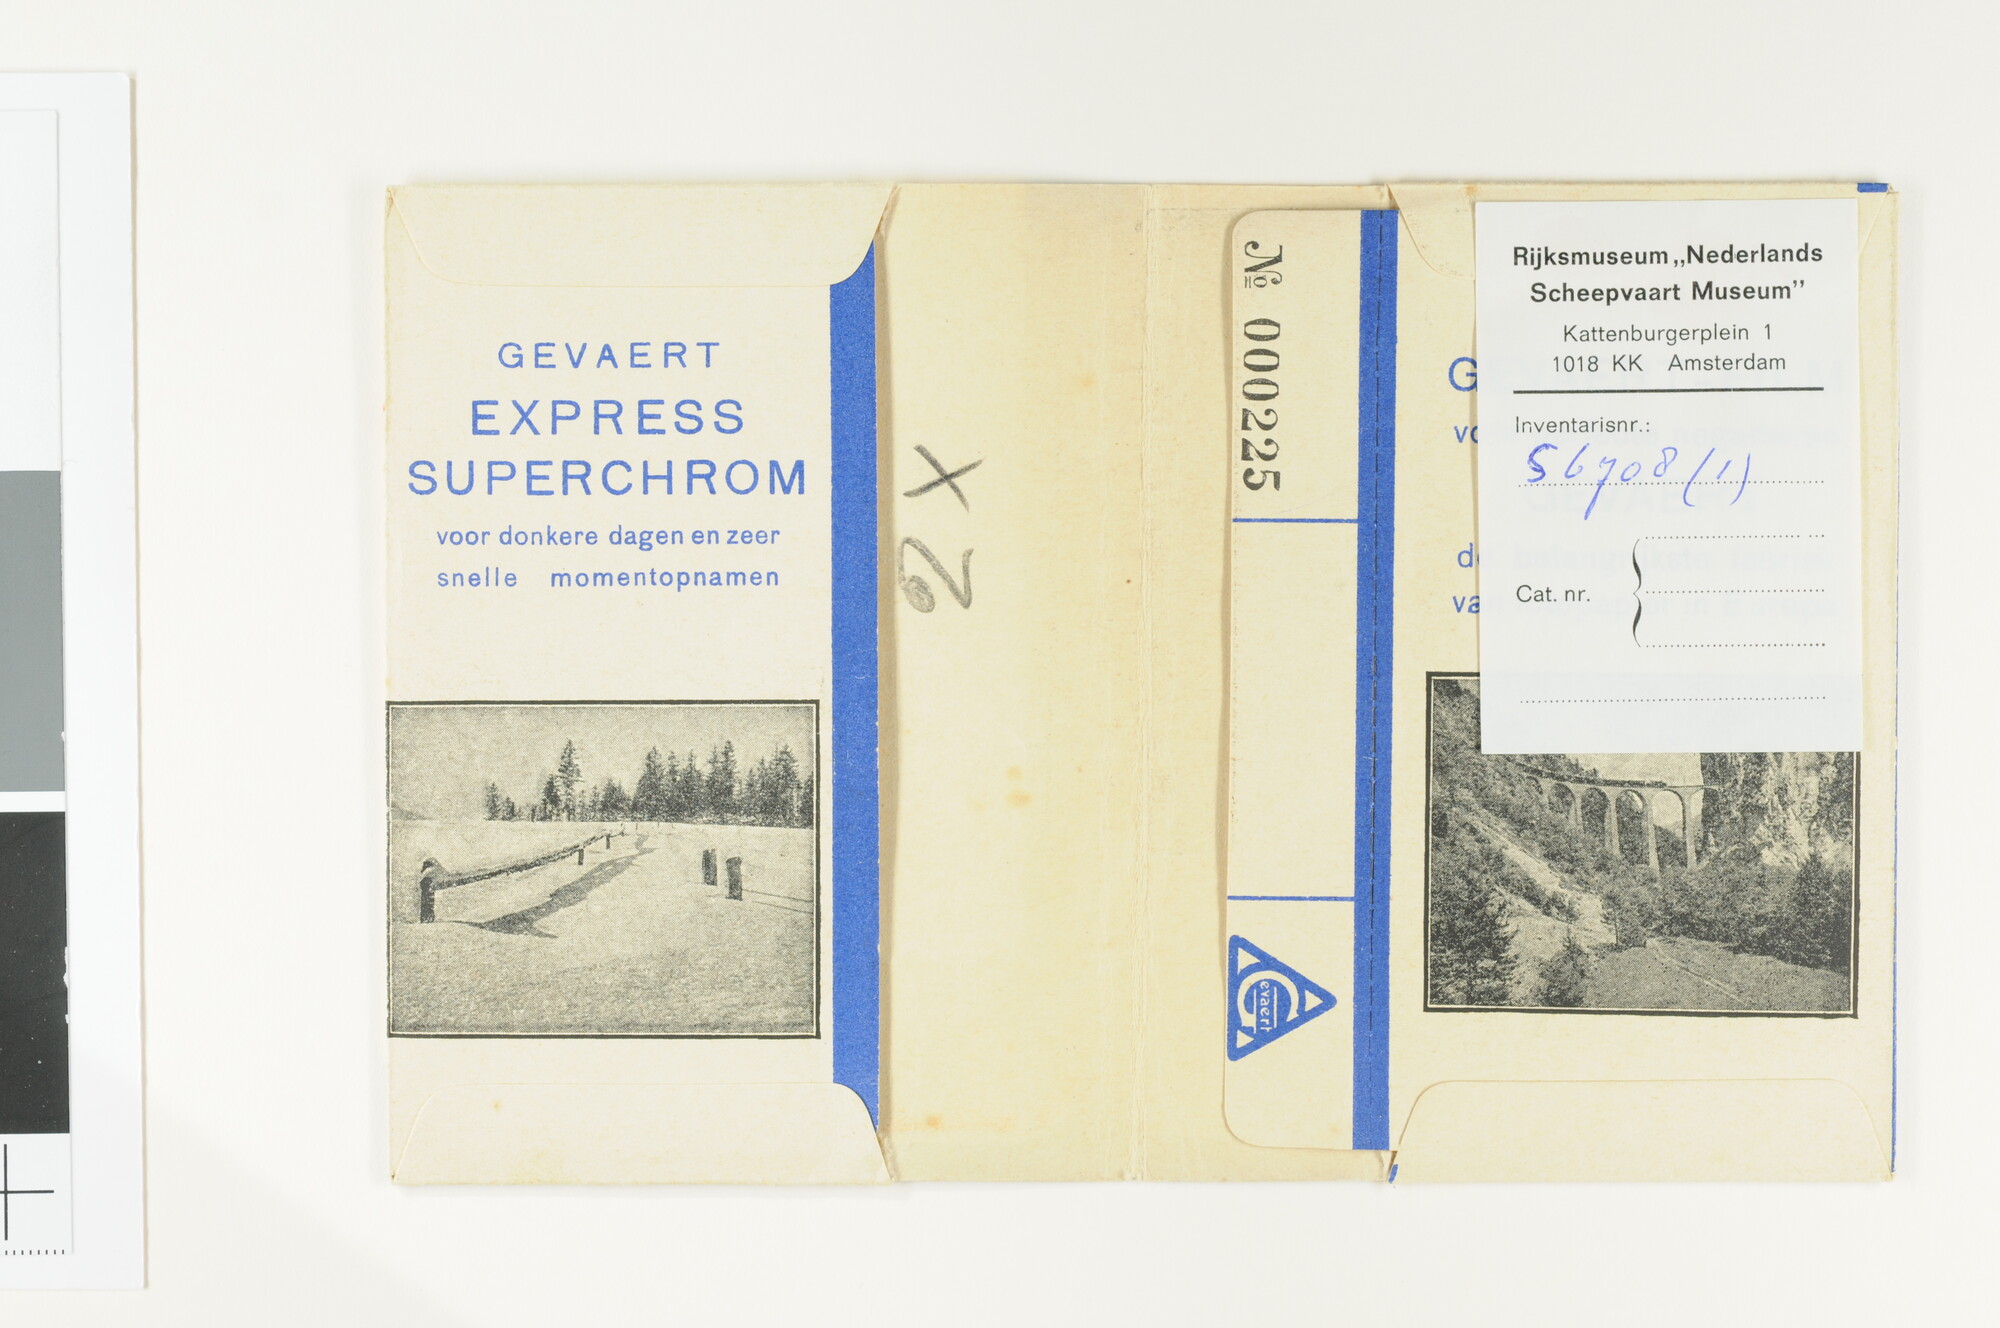 GEVAERT
EXPRESS
SUPERCHROM
voor donkere dagen en zeer
snelle momentopnamen
2 X
№ 000225
Gevaert
Rijksmuseum „Nederlands
Scheepvaart Museum”
Kattenburgerplein 1
1018 KK Amsterdam
Inventarisnr.:
S6708(1)
Cat. nr.